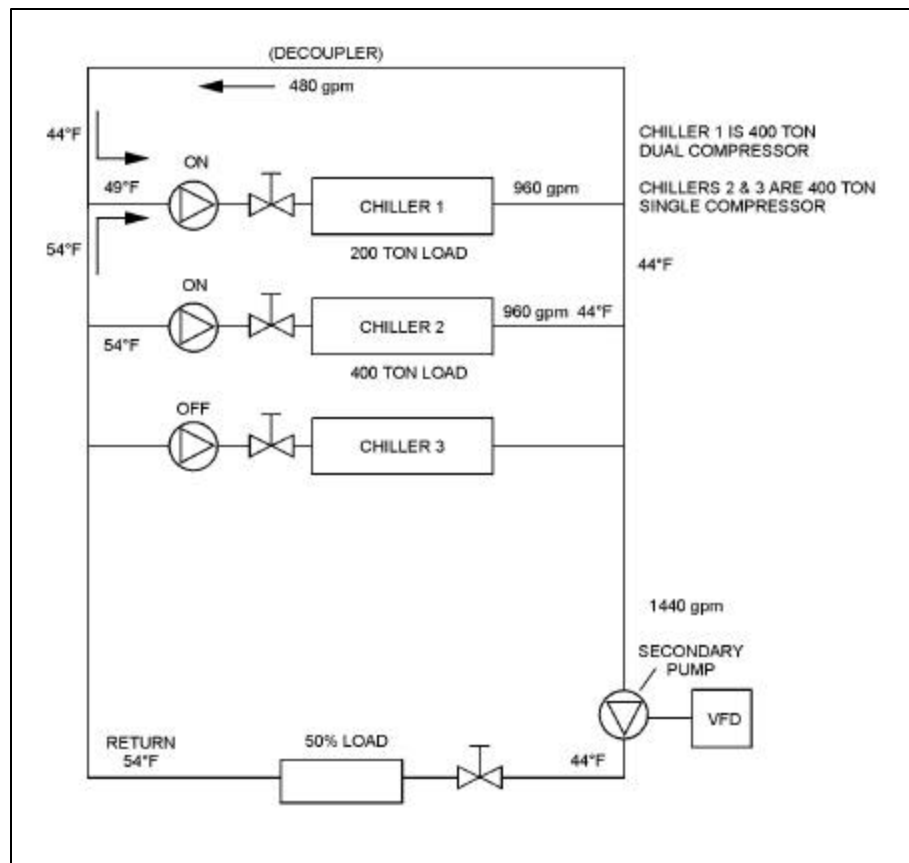 (DECOUPLER)
480 gpm
44°F
CHILLER 1 IS 400 TON
DUAL COMPRESSOR
ON
49°F
CHILLER 1
960 gpm
CHILLERS 2 & 3 ARE 400 TON
SINGLE COMPRESSOR
200 TON LOAD
54°F
44°F
ON
CHILLER 2
960 gpm 44°F
54°F
400 TON LOAD
OFF
CHILLER 3
1440 gpm
SECONDARY
PUMP
VFD
RETURN
54°F
50% LOAD
44°F